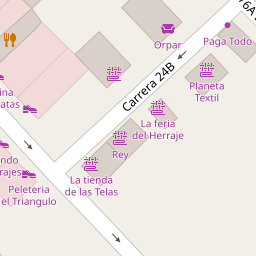 6A
Orpar
Paga Todo
Carrera 24B
Planeta
Textil
La feria
del Herraje
Rey
La tienda
de las Telas
Peleteria
el Triangulo